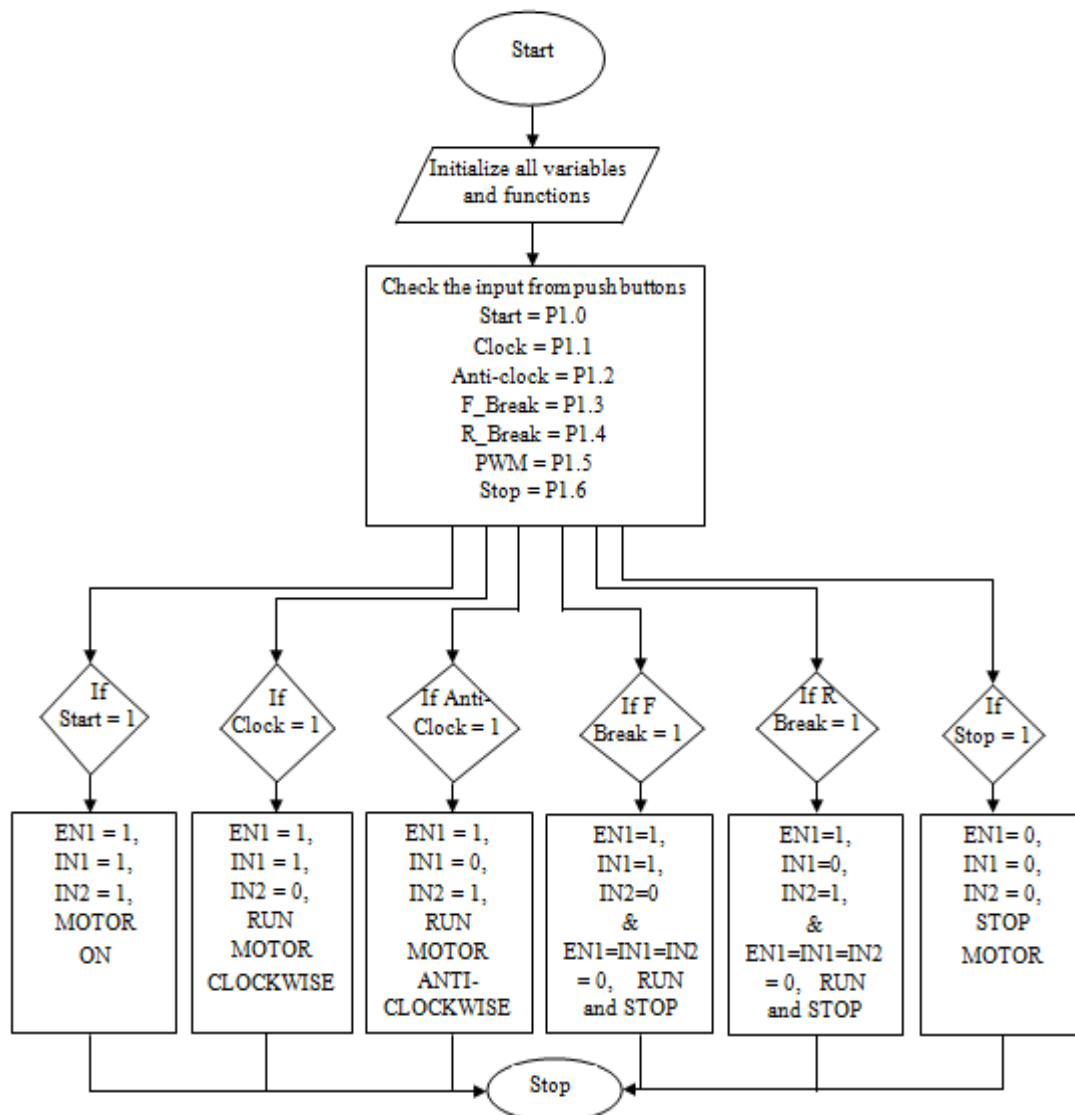 Start
Initialize all variables
and functions
Check the input from push buttons
Start = P1.0
Clock = P1.1
Anti-clock = P1.2
F_Break = P1.3
R_Break = P1.4
PWM = P1.5
Stop = P1.6
If
Start = 1
If
Clock = 1
If Anti-
Clock = 1
If F
Break = 1
If R
Break = 1
If
Stop = 1
EN1 = 1,
IN1 = 1,
IN2 = 1,
MOTOR
ON
EN1 = 1,
IN1 = 1,
IN2 = 0,
RUN
MOTOR
CLOCKWISE
EN1 = 1,
IN1 = 0,
IN2 = 1,
RUN
MOTOR
ANTI-
CLOCKWISE
EN1=1,
IN1=1,
IN2=0
&
EN1=IN1=IN2
= 0, RUN
and STOP
EN1=1,
IN1=0,
IN2=1,
&
EN1=IN1=IN2
= 0, RUN
and STOP
EN1= 0,
IN1 = 0,
IN2 = 0,
STOP
MOTOR
Stop